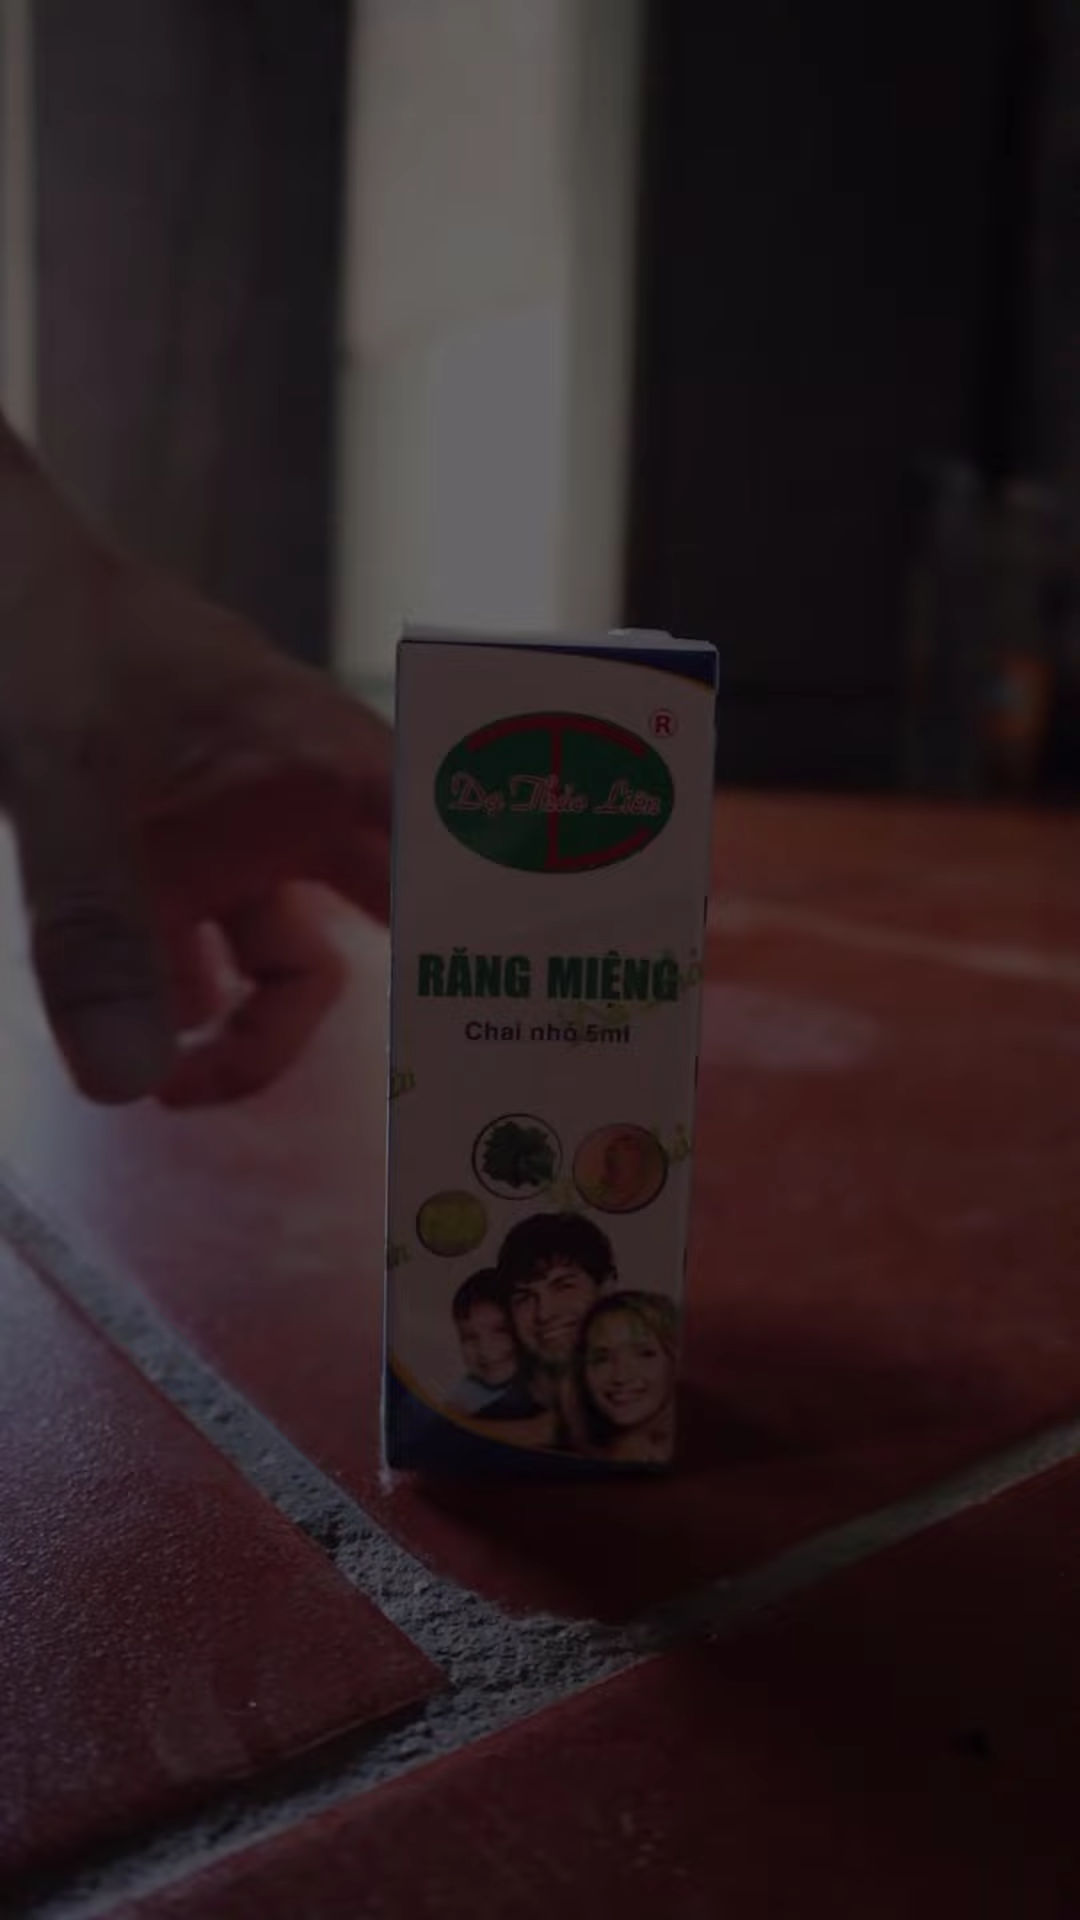 ®
Dạ Thảo Liên
RĂNG MIỆNG
Chai nhỏ 5ml